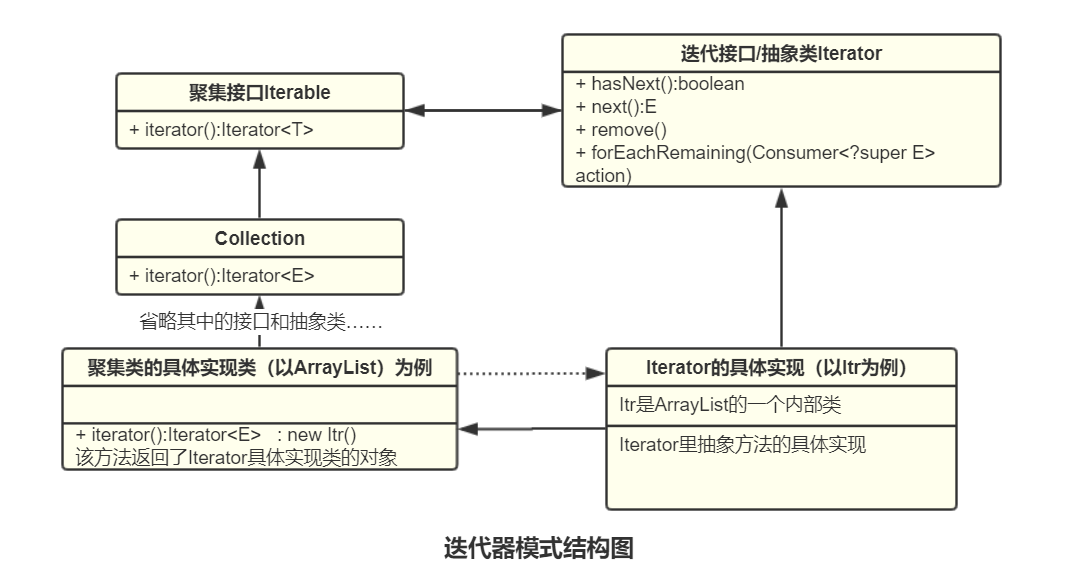 聚集接口Iterable
+ iterator():Iterator<T>
迭代接口/抽象类Iterator
+ hasNext():boolean
+ next():E
+ remove()
+ forEachRemaining(Consumer<?super E>
action)
Collection
+ iterator():Iterator<E>
省略其中的接口和抽象类……
聚集类的具体实现类（以ArrayList）为例
+ iterator():Iterator<E> : new Itr()
该方法返回了Iterator具体实现类的对象
Iterator的具体实现（以Itr为例）
Itr是ArrayList的一个内部类
Iterator里抽象方法的具体实现
迭代器模式结构图